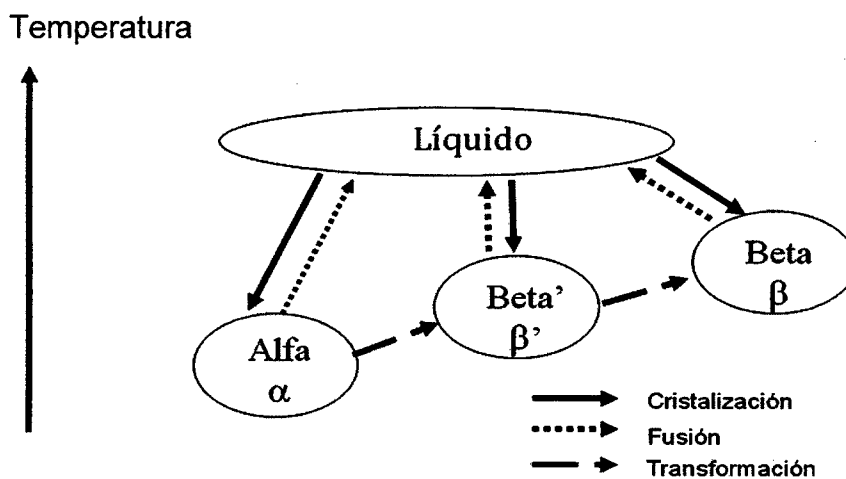 Temperatura
Líquido
Beta
β
Beta’
β’
Alfa
α
Cristalización
Fusión
Transformación